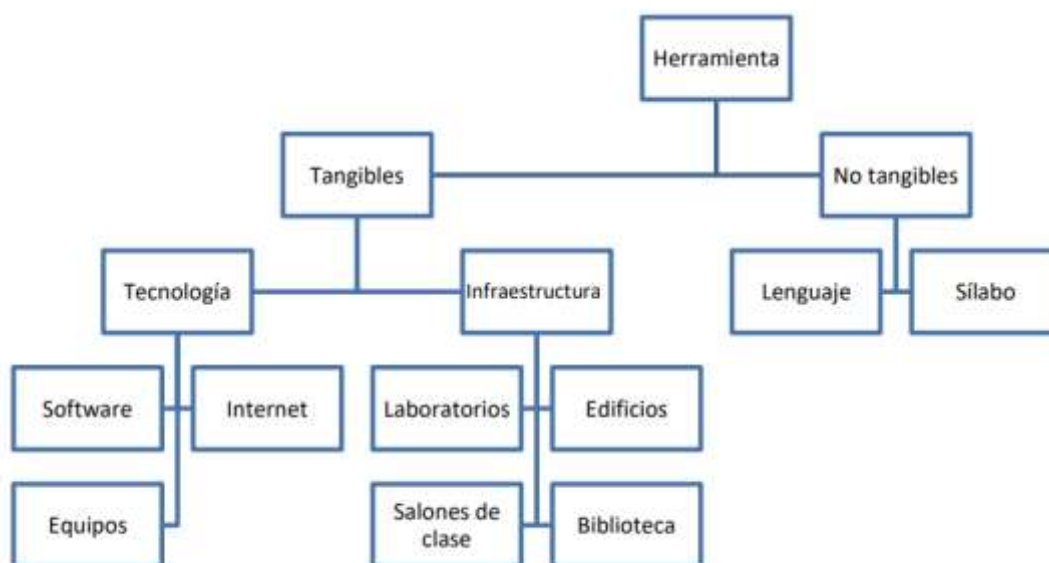 Herramienta
Tangibles
No tangibles
Tecnología
Infraestructura
Lenguaje
Sílabo
Software
Internet
Laboratorios
Edificios
Equipos
Salones de
clase
Biblioteca